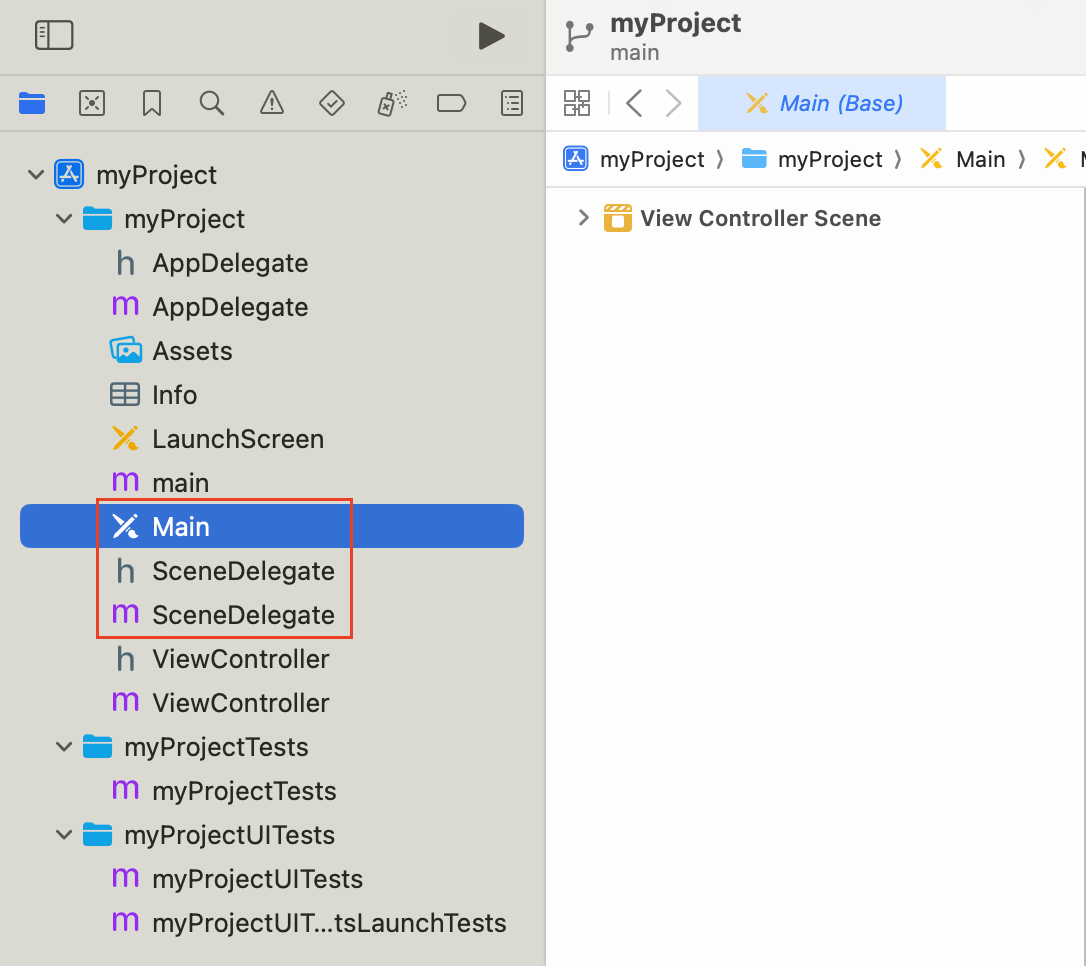 myProject
main
Main (Base)
myProject > myProject > Main >
myProject
myProject
h AppDelegate
m AppDelegate
Assets
Info
LaunchScreen
m main
Main
h SceneDelegate
m SceneDelegate
h ViewController
m ViewController
myProjectTests
m myProjectTests
myProjectUITests
m myProjectUITests
m myProjectUIT...tsLaunchTests
View Controller Scene